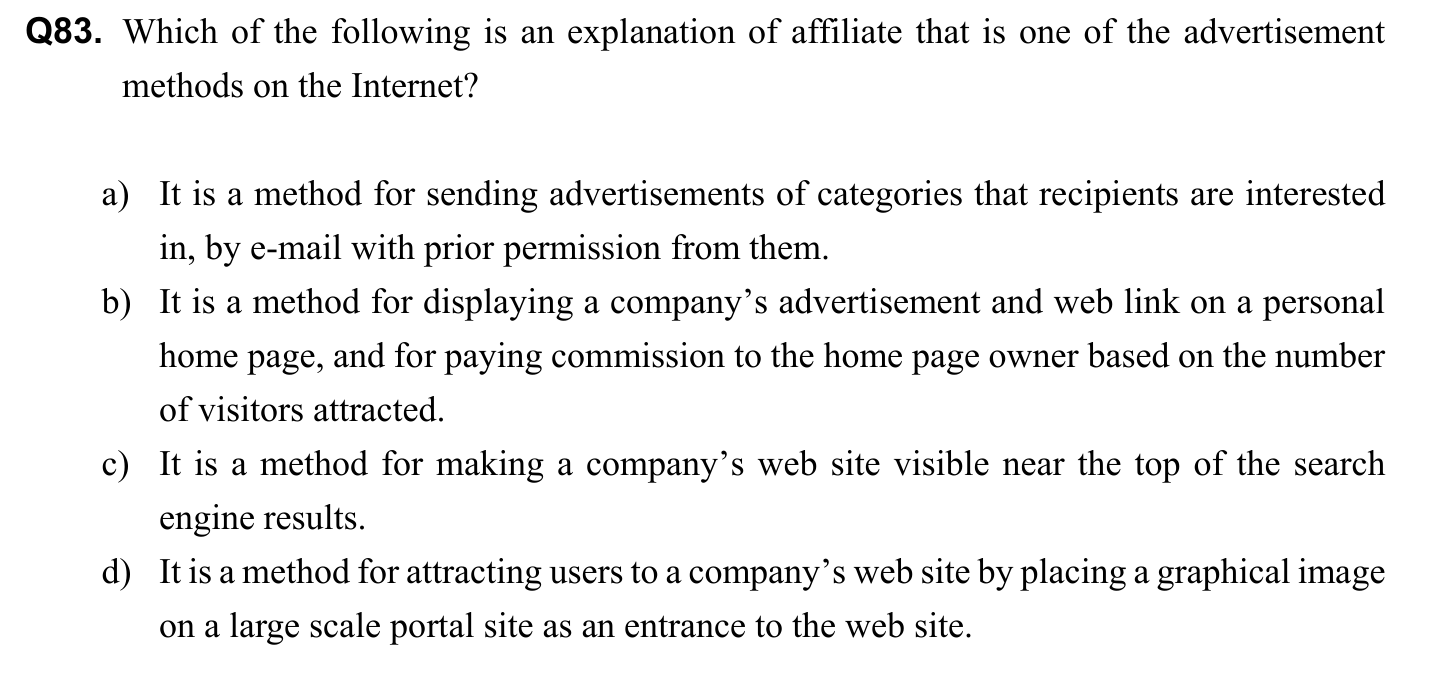 Q83. Which of the following is an explanation of affiliate that is one of the advertisement
methods on the Internet?
a) It is a method for sending advertisements of categories that recipients are interested
in, by e-mail with prior permission from them.
b) It is a method for displaying a company’s advertisement and web link on a personal
home page, and for paying commission to the home page owner based on the number
of visitors attracted.
c) It is a method for making a company’s web site visible near the top of the search
engine results.
d) It is a method for attracting users to a company’s web site by placing a graphical image
on a large scale portal site as an entrance to the web site.